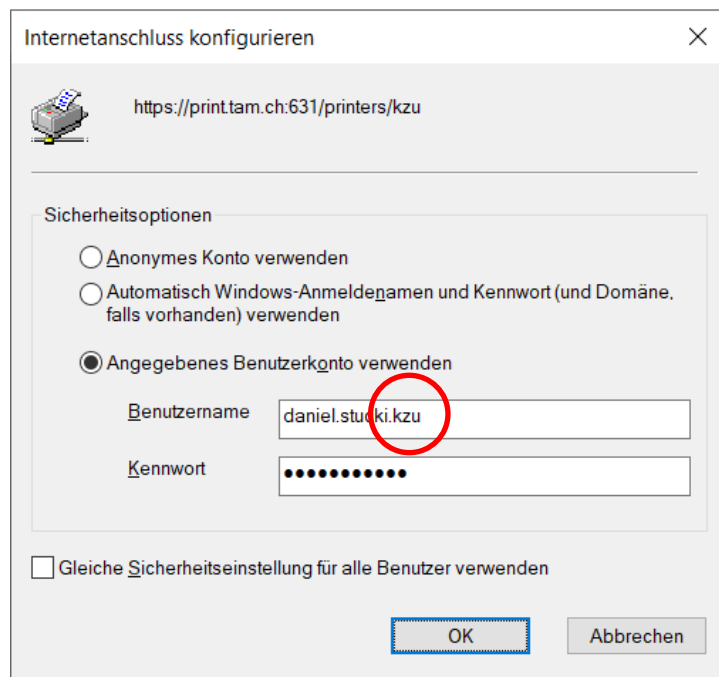 Internetanschluss konfigurieren
https://print.tam.ch:631/printers/kzu
Sicherheitsoptionen
Anonymes Konto verwenden
Automatisch Windows-Anmeldenamen und Kennwort (und Domäne,
falls vorhanden) verwenden
Angegebenes Benutzerkonto verwenden
Benutzername
daniel.stucki.kzu
Kennwort
●●●●●●●●●●●
Gleiche Sicherheitseinstellung für alle Benutzer verwenden
OK
Abbrechen